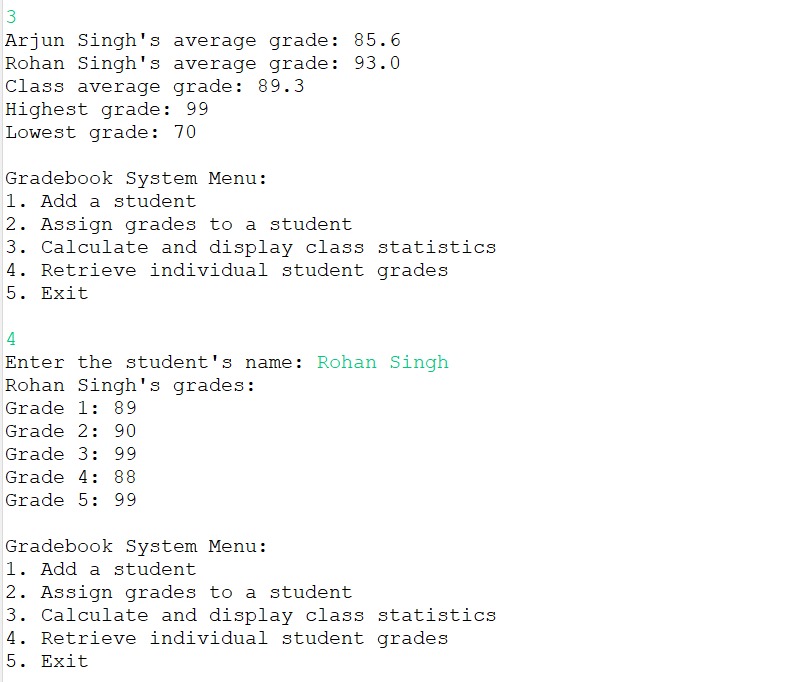 3
Arjun Singh's average grade: 85.6
Rohan Singh's average grade: 93.0
Class average grade: 89.3
Highest grade: 99
Lowest grade: 70
Gradebook System Menu:
1. Add a student
2. Assign grades to a student
3. Calculate and display class statistics
4. Retrieve individual student grades
5. Exit
4
Enter the student's name: Rohan Singh
Rohan Singh's grades:
Grade 1: 89
Grade 2: 90
Grade 3: 99
Grade 4: 88
Grade 5: 99
Gradebook System Menu:
1. Add a student
2. Assign grades to a student
3. Calculate and display class statistics
4. Retrieve individual student grades
5. Exit